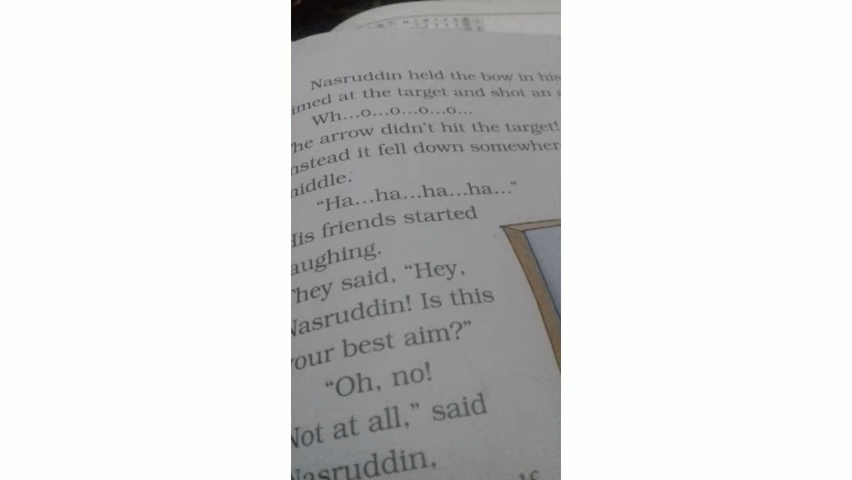 Nasruddin held the bow in his
imed at the target and shot an
Wh...o...o...o...o...
he arrow didn't hit the target!
nstead it fell down somewher
niddle.
"Ha...ha...ha...ha..."
His friends started
aughing.
They said, "Hey,
Nasruddin! Is this
your best aim?"
"Oh, no!
Not at all," said
Nasruddin,